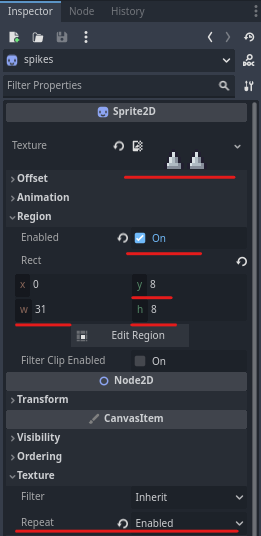 Inspector Node History
spikes
Filter Properties
Sprite2D
Texture
Offset
Animation
Region
Enabled On
Rect
x 0 y 8
w 31 h 8
Edit Region
Filter Clip Enabled On
Node2D
Transform
CanvasItem
Visibility
Ordering
Texture
Filter Inherit
Repeat Enabled